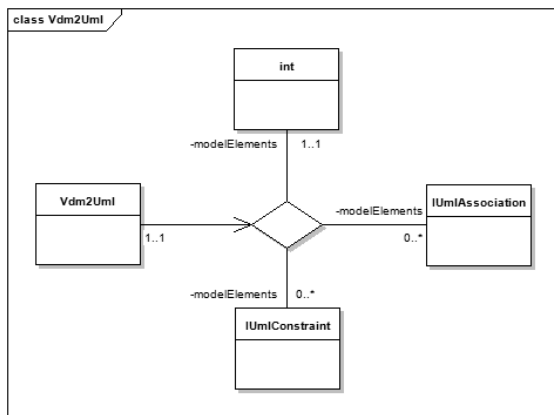 class Vdm2Uml
int
-modelElements 1..1
Vdm2Uml
1..1
-modelElements
0..*
IUmlAssociation
-modelElements 0..*
IUmlConstraint